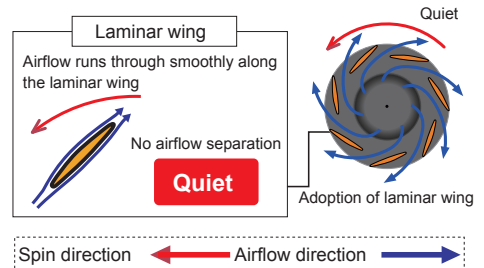 Laminar wing
Airflow runs through smoothly along
the laminar wing
No airflow separation
Quiet
Quiet
Adoption of laminar wing
Spin direction
Airflow direction